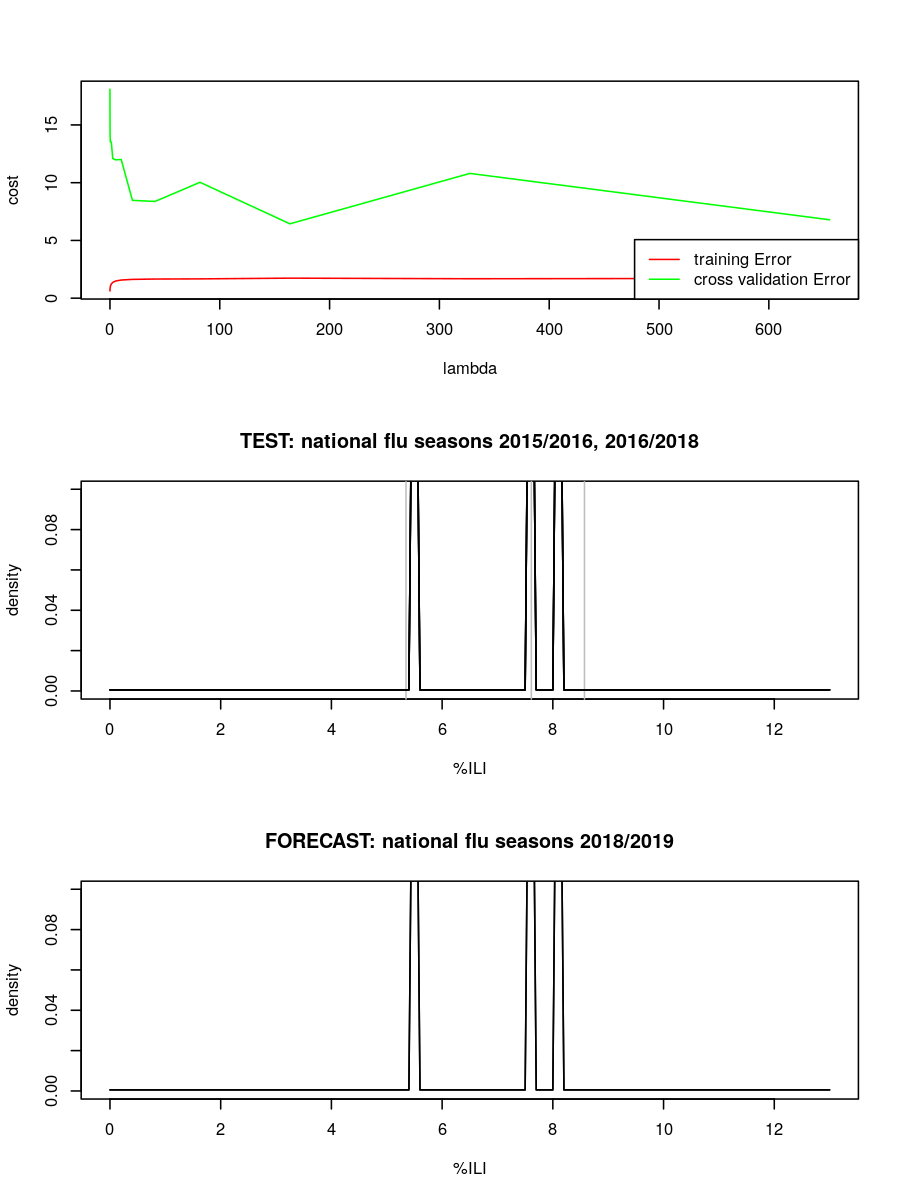 15
10
5
0
cost
training Error
cross validation Error
0 100 200 300 400 500 600
lambda
TEST: national flu seasons 2015/2016, 2016/2018
0.08
0.04
0.00
density
0 2 4 6 8 10 12
%ILI
FORECAST: national flu seasons 2018/2019
0.08
0.04
0.00
density
0 2 4 6 8 10 12
%ILI